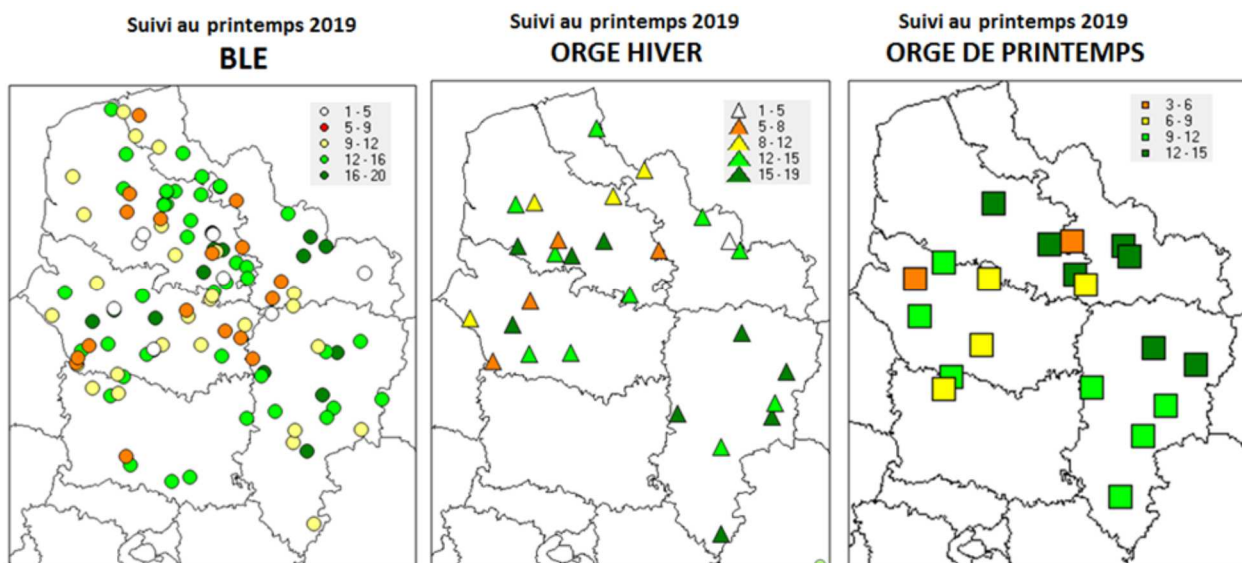 Suivi au printemps 2019
BLE
1 - 5
5 - 9
9 - 12
12 - 16
16 - 20
Suivi au printemps 2019
ORGE HIVER
1 - 5
5 - 8
8 - 12
12 - 15
15 - 19
Suivi au printemps 2019
ORGE DE PRINTEMPS
3 - 6
6 - 9
9 - 12
12 - 15